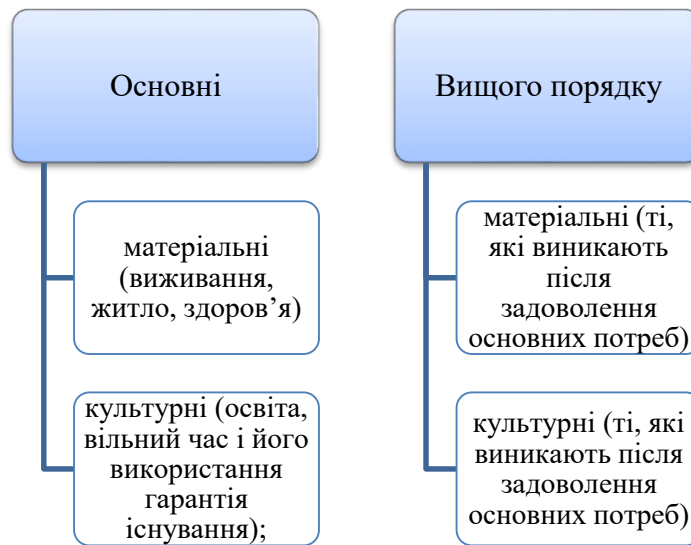 Основні
матеріальні
(виживання,
житло, здоров’я)
культурні (освіта,
вільний час і його
використання
гарантія
існування);
Вищого порядку
матеріальні (ті,
які виникають
після
задоволення
основних потреб)
культурні (ті, які
виникають після
задоволення
основних потреб)